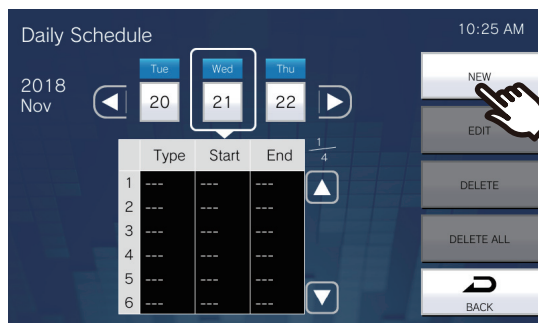 Daily Schedule
10:25 AM
2018
Nov
Tue
20
Wed
21
Thu
22
Type Start End
1
4
1 --- --- ---
2 --- --- ---
3 --- --- ---
4 --- --- ---
5 --- --- ---
6 --- --- ---
NEW
EDIT
DELETE
DELETE ALL
BACK